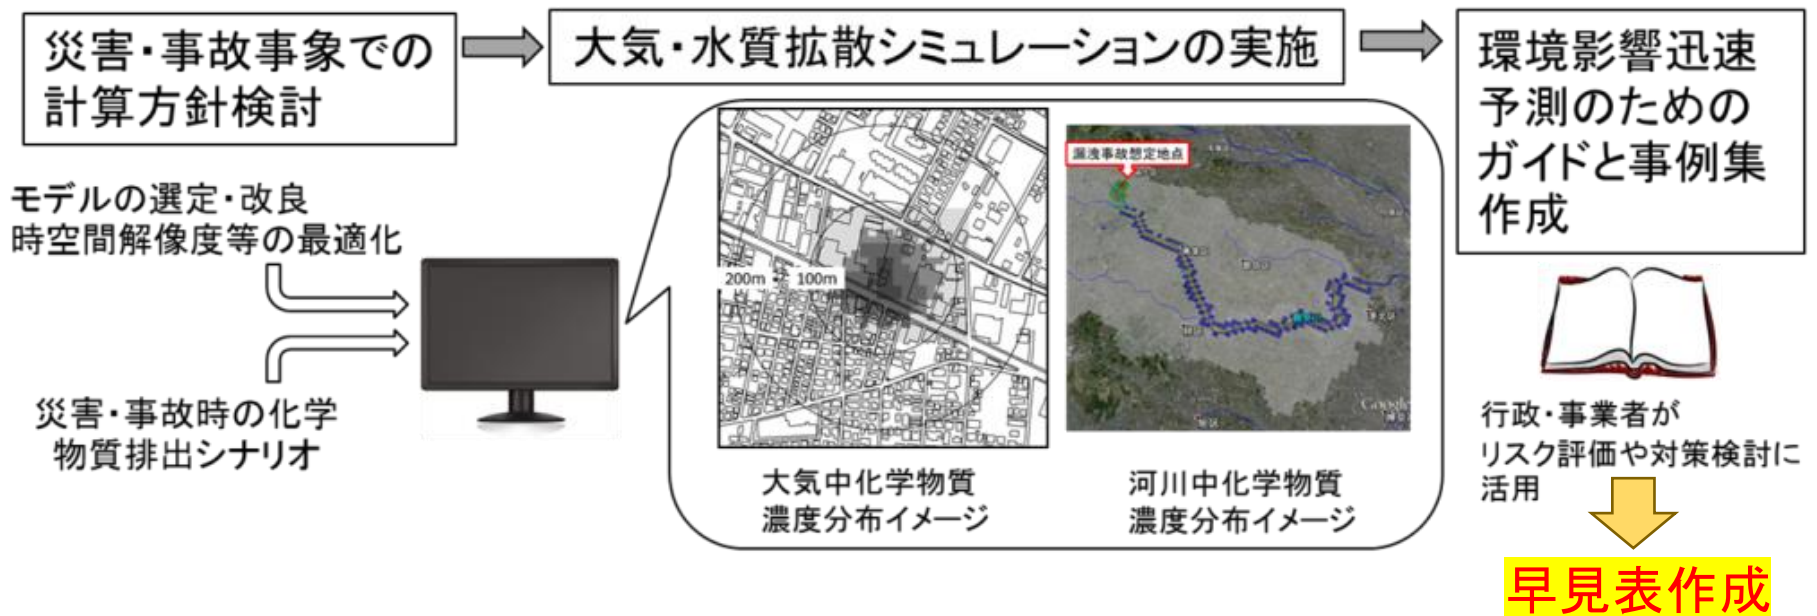 災害・事故事象での
計算方針検討
大気・水質拡散シミュレーションの実施
環境影響迅速
予測のための
ガイドと事例集
作成
モデルの選定・改良
時空間解像度等の最適化
災害・事故時の化学
物質排出シナリオ
200m
100m
漏洩事故想定地点
Google
大気中化学物質
濃度分布イメージ
河川中化学物質
濃度分布イメージ
行政・事業者が
リスク評価や対策検討に
活用
早見表作成